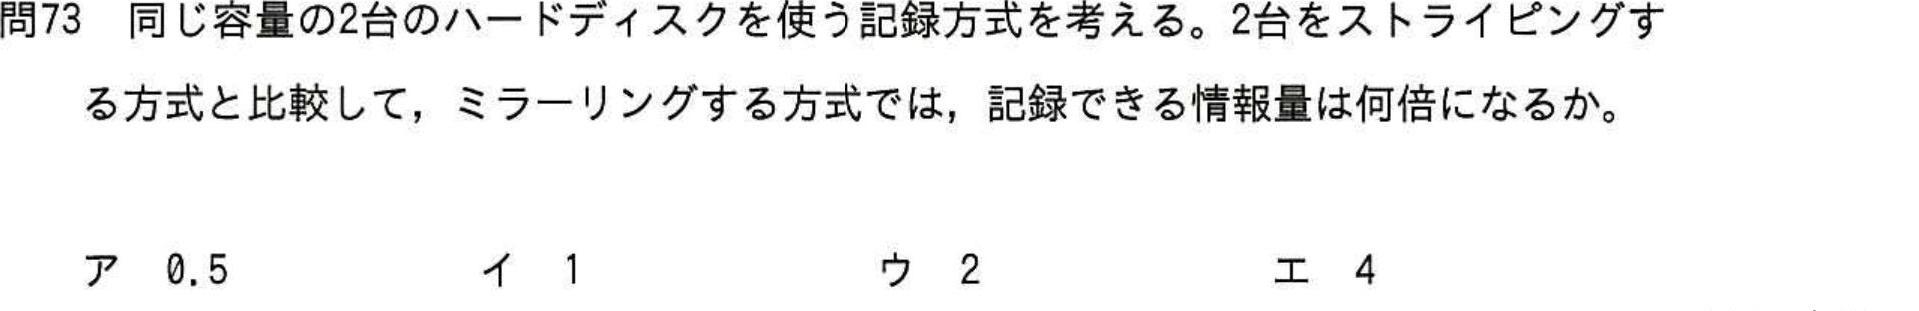 問73 同じ容量の2台のハードディスクを使う記録方式を考える。2台をストライピングす
る方式と比較して，ミラーリングする方式では，記録できる情報量は何倍になるか。
ア 0.5 イ 1 ウ 2 エ 4